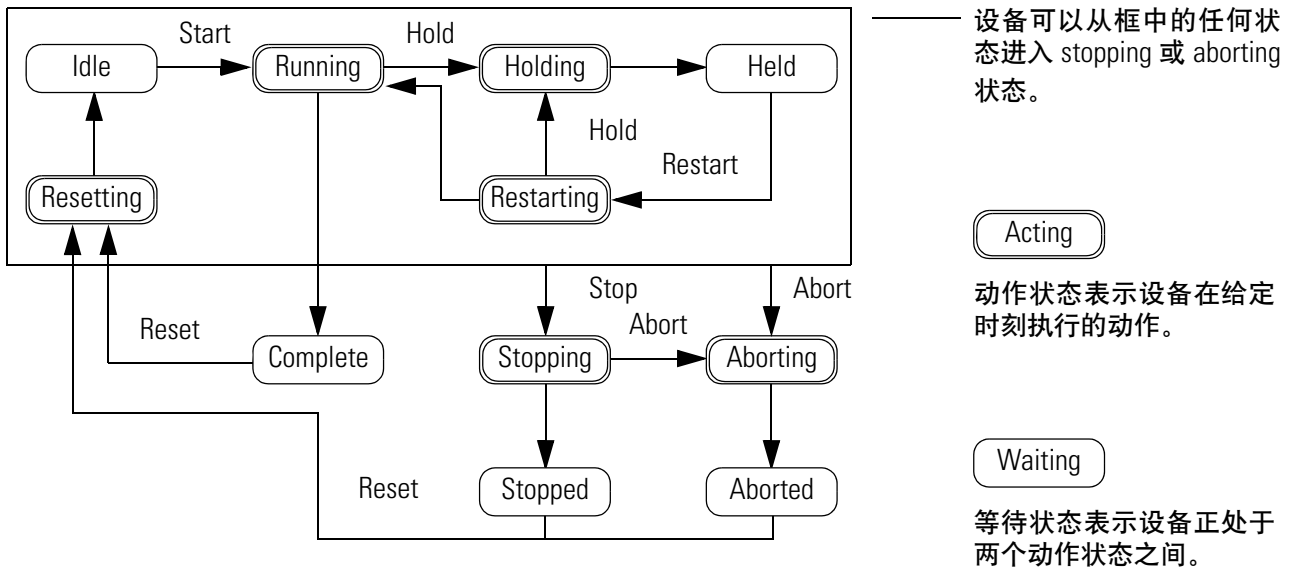 Start
Hold
Idle
Running
Holding
Held
Hold
Restart
Resetting
Restarting
Stop
Abort
Reset
Abort
Complete
Stopping
Aborting
Reset
Stopped
Aborted
设备可以从框中的任何状
态进入 stopping 或 aborting
状态。
Acting
动作状态表示设备在给定
时刻执行的动作。
Waiting
等待状态表示设备正处于
两个动作状态之间。